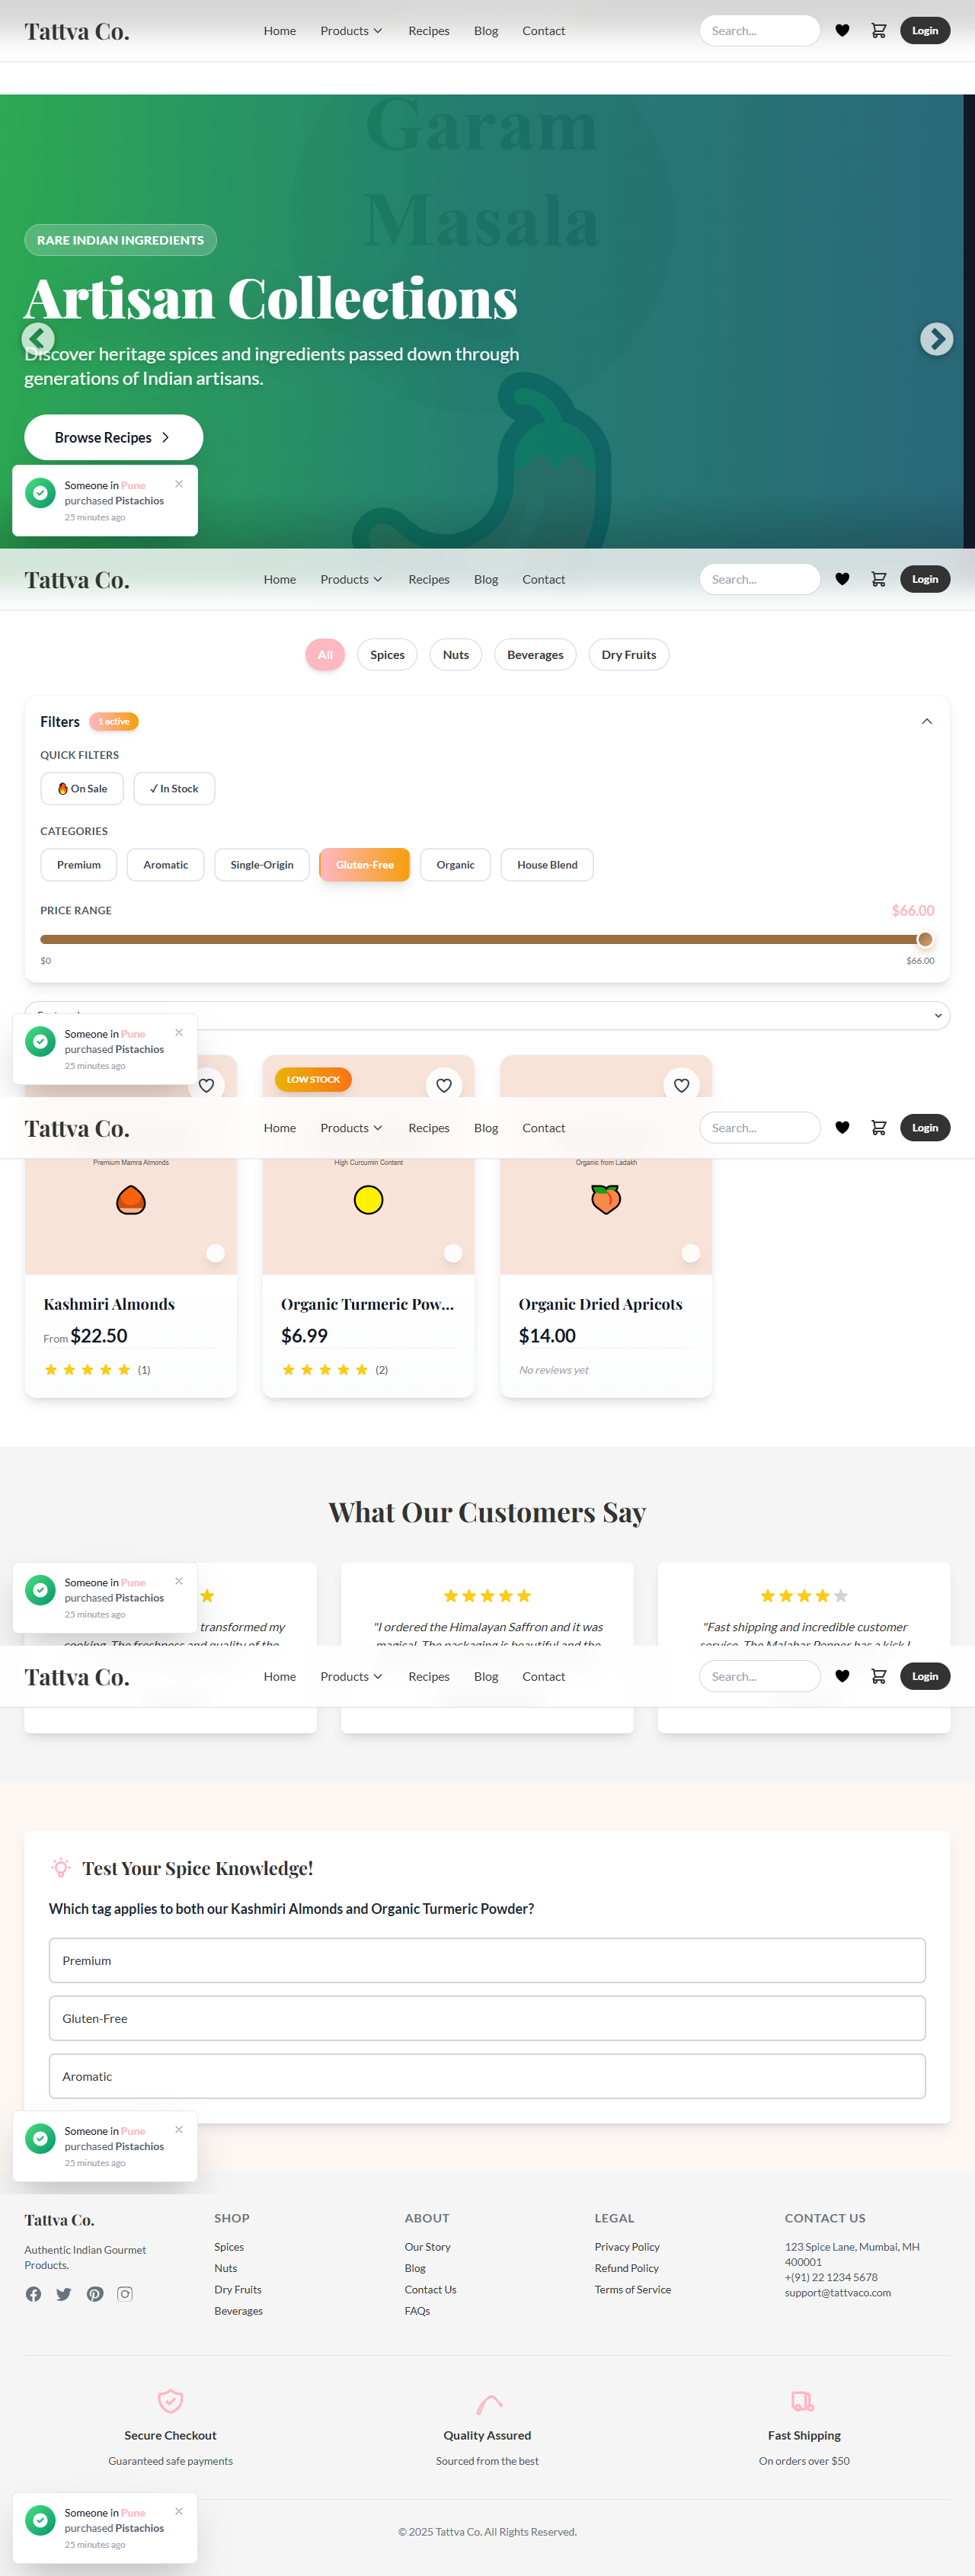 Tattva Co.
Home Products Recipes Blog Contact
Search...
Login
Garam
Masala
RARE INDIAN INGREDIENTS
Artisan Collections
Discover heritage spices and ingredients passed down through
generations of Indian artisans.
Browse Recipes
Someone in Pune
purchased Pistachios
25 minutes ago
Tattva Co.
Home Products Recipes Blog Contact
Search...
Login
All Spices Nuts Beverages Dry Fruits
Filters 1 active
QUICK FILTERS
🔥 On Sale ✓ In Stock
CATEGORIES
Premium Aromatic Single-Origin Gluten-Free Organic House Blend
PRICE RANGE $66.00
$0 $66.00
Someone in Pune
purchased Pistachios
25 minutes ago
LOW STOCK
Tattva Co.
Home Products Recipes Blog Contact
Search...
Login
Premium Mamra Almonds
High Curcumin Content
Organic from Ladakh
Kashmiri Almonds
From $22.50
(1)
Organic Turmeric Pow...
$6.99
(2)
Organic Dried Apricots
$14.00
No reviews yet
What Our Customers Say
Someone in Pune
purchased Pistachios
25 minutes ago
transformed my
cooking. The freshness and quality of the
"I ordered the Himalayan Saffron and it was
magical. The packaging is beautiful and the
"Fast shipping and incredible customer
service. The Malabar Pepper has a kick I
Tattva Co.
Home Products Recipes Blog Contact
Search...
Login
Test Your Spice Knowledge!
Which tag applies to both our Kashmiri Almonds and Organic Turmeric Powder?
Premium
Gluten-Free
Aromatic
Someone in Pune
purchased Pistachios
25 minutes ago
Tattva Co.
Authentic Indian Gourmet
Products.
SHOP
Spices
Nuts
Dry Fruits
Beverages
ABOUT
Our Story
Blog
Contact Us
FAQs
LEGAL
Privacy Policy
Refund Policy
Terms of Service
CONTACT US
123 Spice Lane, Mumbai, MH
400001
+(91) 22 1234 5678
support@tattvaco.com
Secure Checkout
Guaranteed safe payments
Quality Assured
Sourced from the best
Fast Shipping
On orders over $50
Someone in Pune
purchased Pistachios
25 minutes ago
© 2025 Tattva Co. All Rights Reserved.